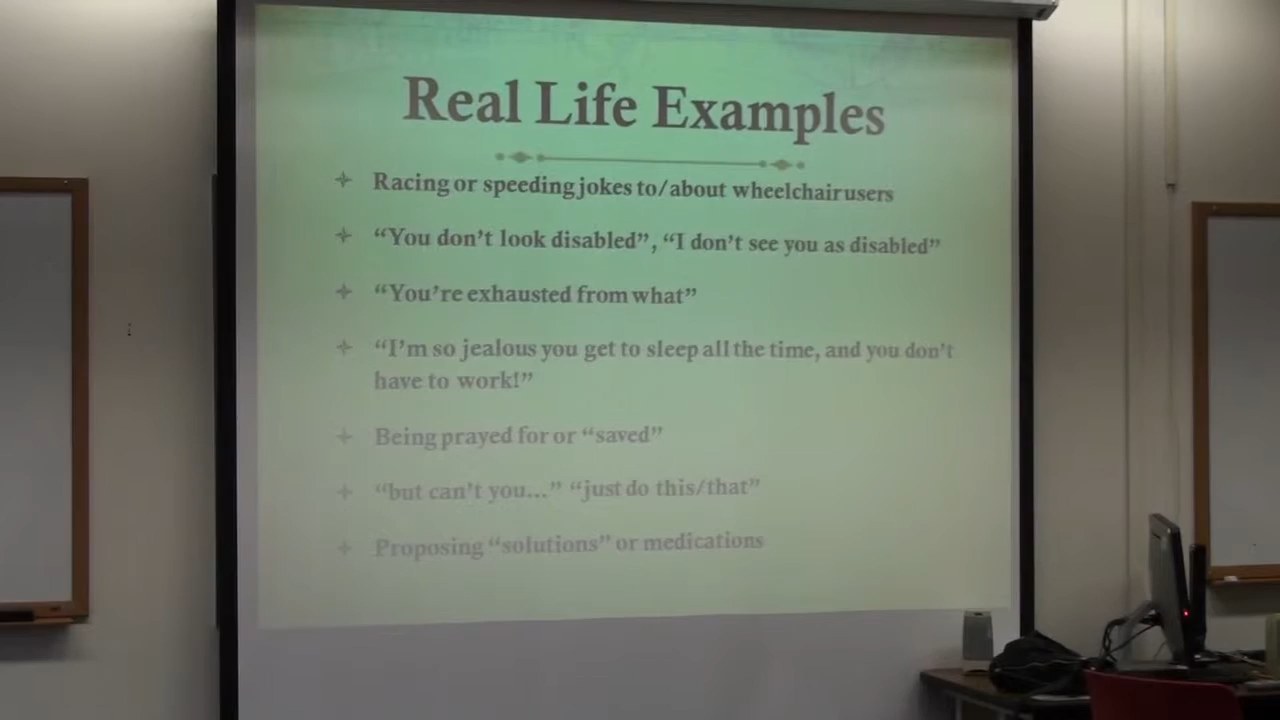 Real Life Examples
Racing or speeding jokes to/about wheelchair users
“You don’t look disabled”, “I don’t see you as disabled”
“You’re exhausted from what”
“I’m so jealous you get to sleep all the time, and you don’t
have to work!”
Being prayed for or “saved”
“but can’t you...” “just do this/that”
Proposing “solutions” or medications